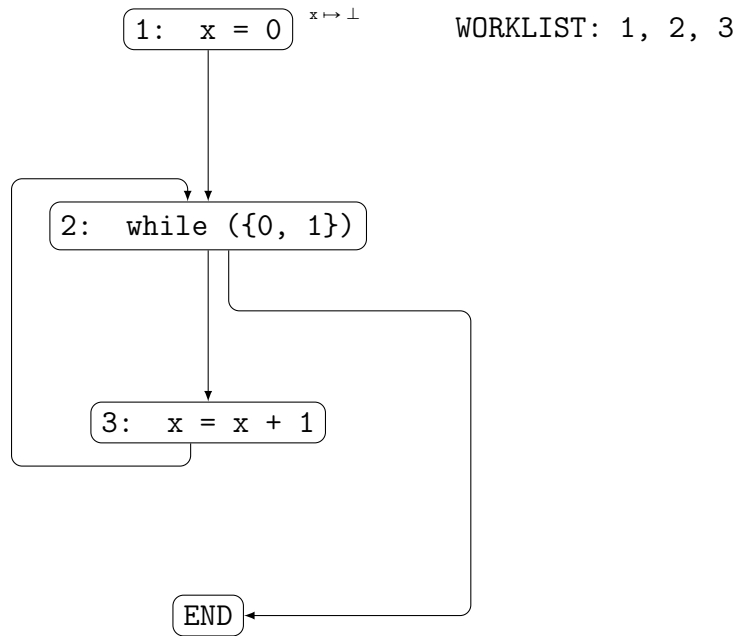 1: x = 0
x ↦ ⊥
WORKLIST: 1, 2, 3
2: while ({0, 1})
3: x = x + 1
END